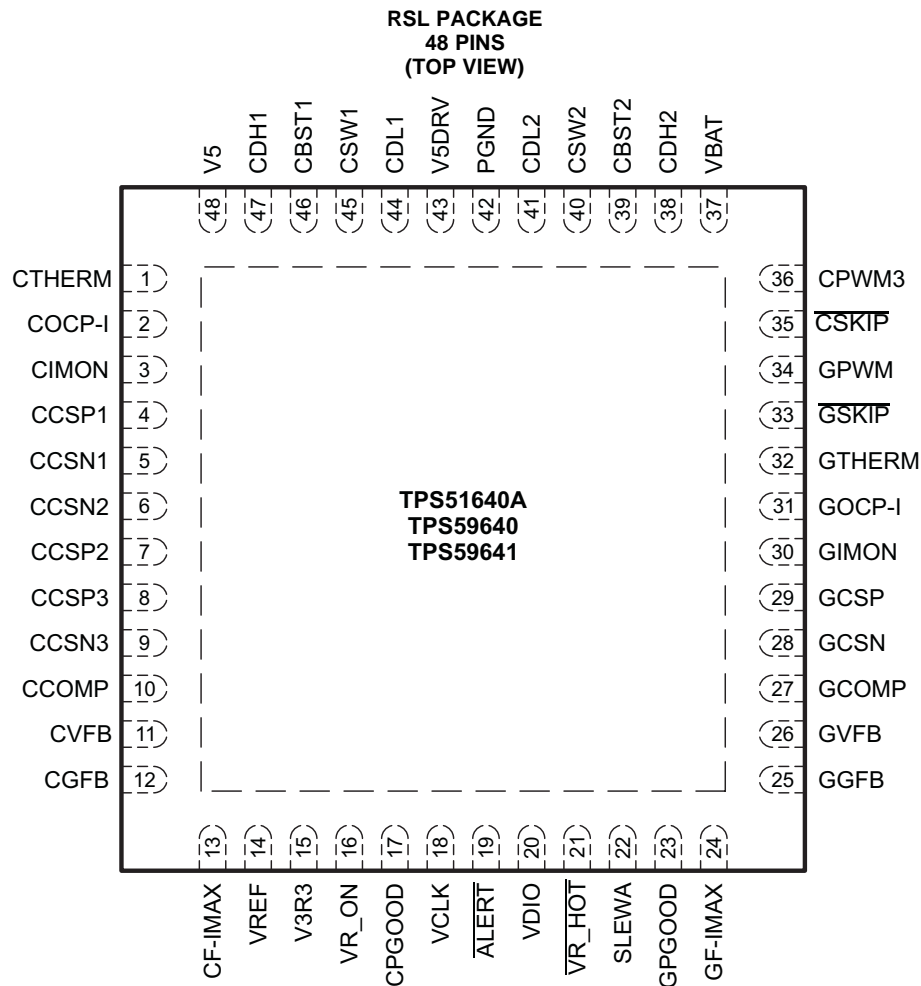 RSL PACKAGE
48 PINS
(TOP VIEW)
V5
CDH1
CBST1
CSW1
CDL1
V5DRV
PGND
CDL2
CSW2
CBST2
CDH2
VBAT
48
47
46
45
44
43
42
41
40
39
38
37
CTHERM 1
COCP-I 2
CIMON 3
CCSP1 4
CCSN1 5
CCSN2 6
CCSP2 7
CCSP3 8
CCSN3 9
CCOMP 10
CVFB 11
CGFB 12
TPS51640A
TPS59640
TPS59641
36 CPWM3
35 CSKIP
34 GPWM
33 GSKIP
32 GTHERM
31 GOCP-I
30 GIMON
29 GCSP
28 GCSN
27 GCOMP
26 GVFB
25 GGFB
13
14
15
16
17
18
19
20
21
22
23
24
CF-IMAX
VREF
V3R3
VR_ON
CPGOOD
VCLK
ALERT
VDIO
VR_HOT
SLEWA
GPGOOD
GF-IMAX